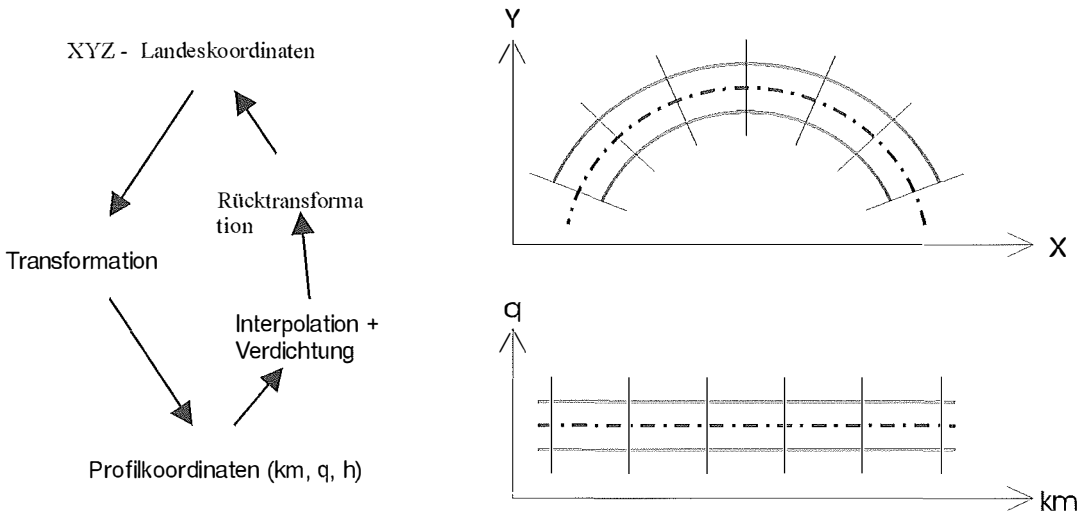 XYZ - Landeskoordinaten
Rücktransforma
tion
Transformation
Interpolation +
Verdichtung
Profilkoordinaten (km, q, h)
Y
X
q
km